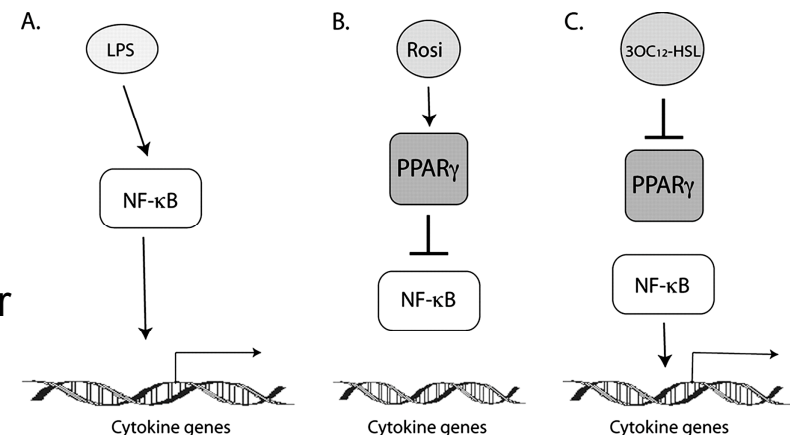 A.
LPS
NF-κB
Cytokine genes
B.
Rosi
PPARγ
NF-κB
Cytokine genes
C.
3OC₁₂-HSL
PPARγ
NF-κB
Cytokine genes
r